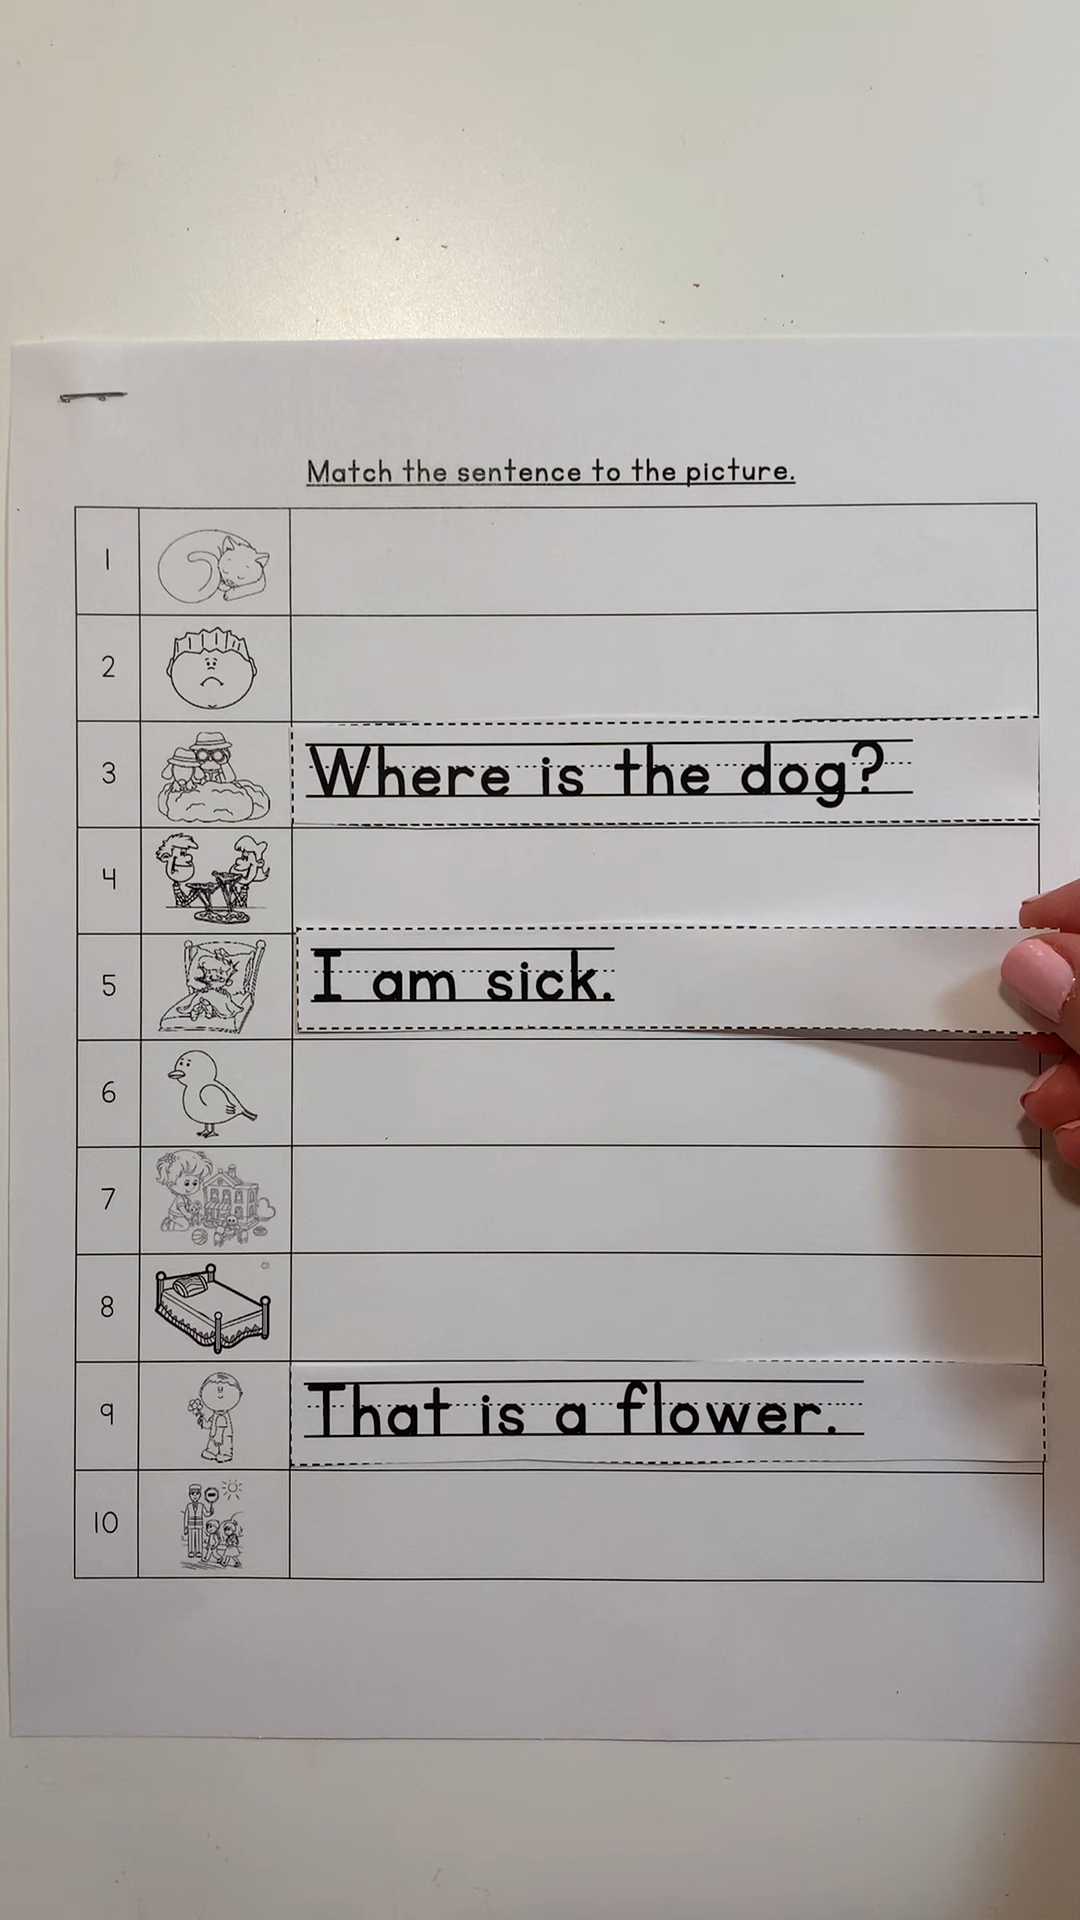 Match the sentence to the picture.
1
2
3 Where is the dog?
4
5 I am sick.
6
7
8
9 That is a flower.
10